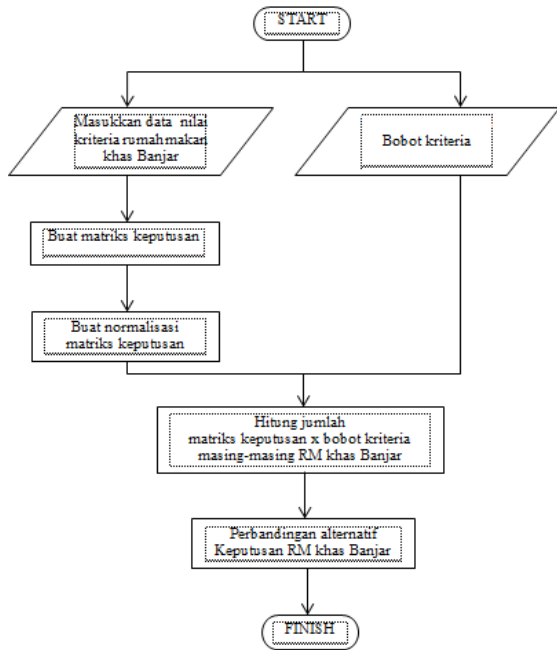 START
Masukkan data nilai
kriteria rumah makan
khas Banjar
Bobot kriteria
Buat matriks keputusan
Buat normalisasi
matriks keputusan
Hitung jumlah
matriks keputusan x bobot kriteria
masing-masing RM khas Banjar
Perbandingan alternatif
Keputusan RM khas Banjar
FINISH